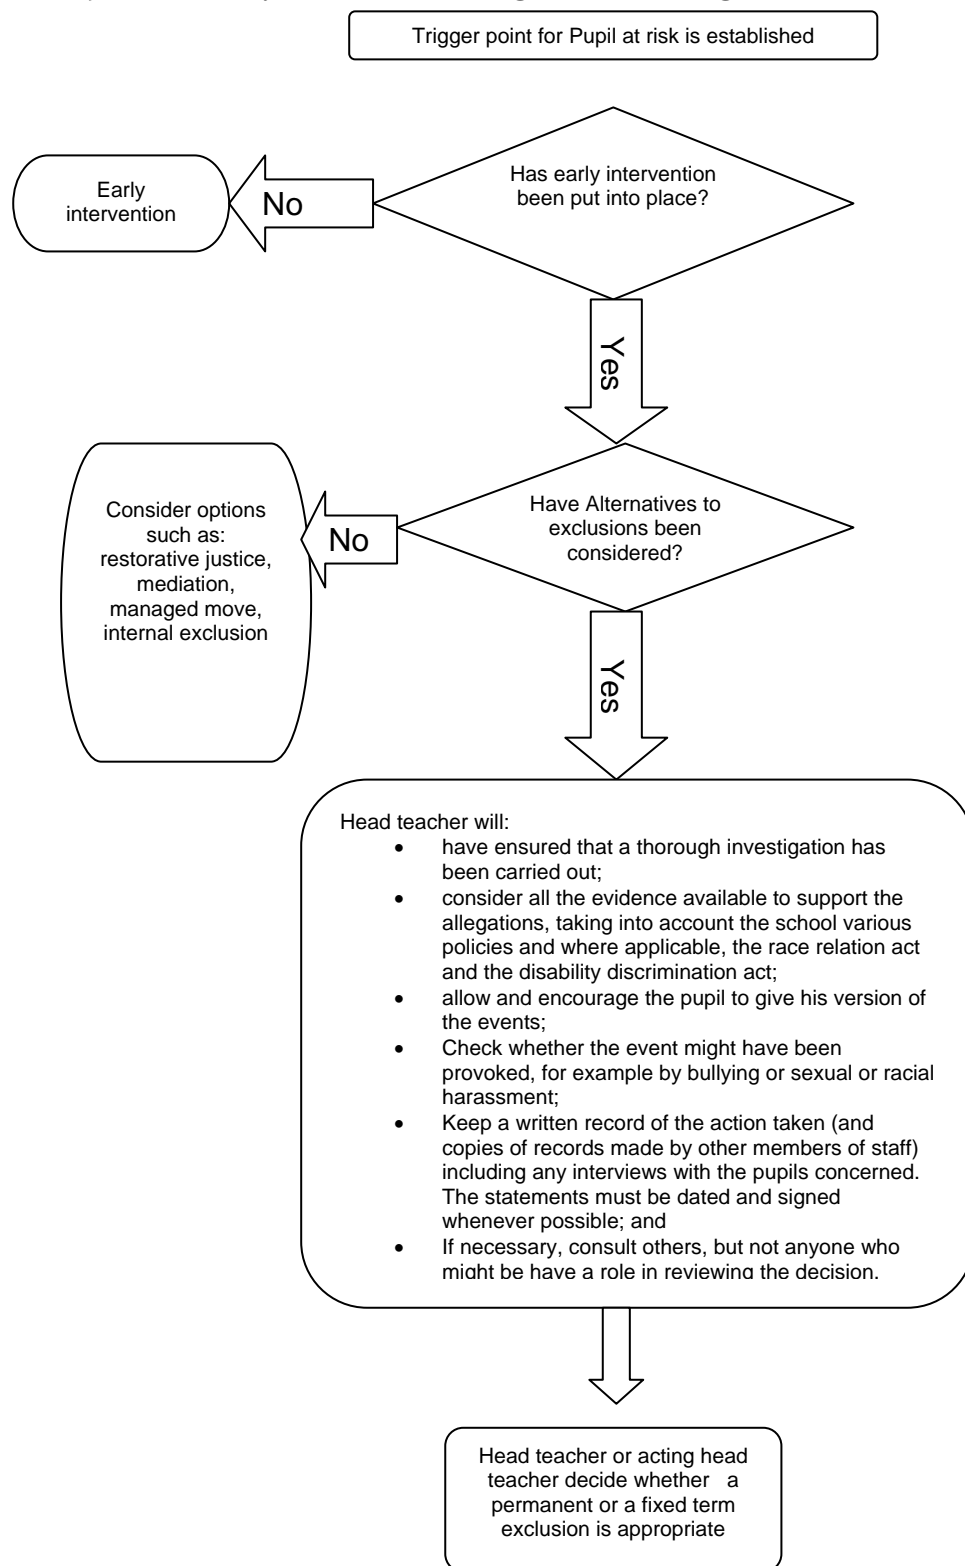 Trigger point for Pupil at risk is established
Has early intervention
been put into place?
Early
intervention
No
Yes
Have Alternatives to
exclusions been
considered?
No
Consider options
such as:
restorative justice,
mediation,
managed move,
internal exclusion
Yes
Head teacher will:
• have ensured that a thorough investigation has
been carried out;
• consider all the evidence available to support the
allegations, taking into account the school various
policies and where applicable, the race relation act
and the disability discrimination act;
• allow and encourage the pupil to give his version of
the events;
• Check whether the event might have been
provoked, for example by bullying or sexual or racial
harassment;
• Keep a written record of the action taken (and
copies of records made by other members of staff)
including any interviews with the pupils concerned.
The statements must be dated and signed
whenever possible; and
• If necessary, consult others, but not anyone who
might be have a role in reviewing the decision.
Head teacher or acting head
teacher decide whether a
permanent or a fixed term
exclusion is appropriate